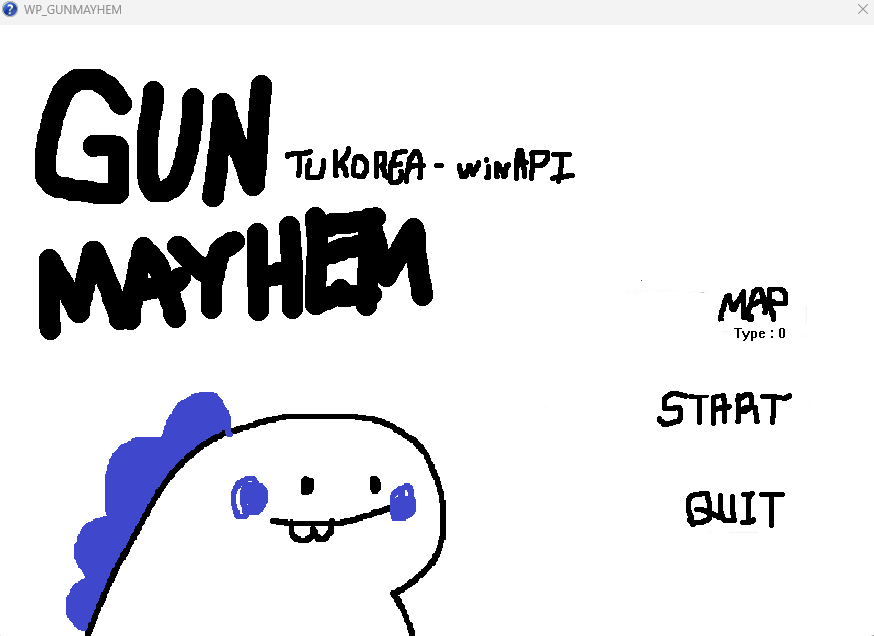 WP_GUNMAYHEM
GUN
TUKOREA - winAPI
MAYHEM
MAP
Type : 0
START
QUIT